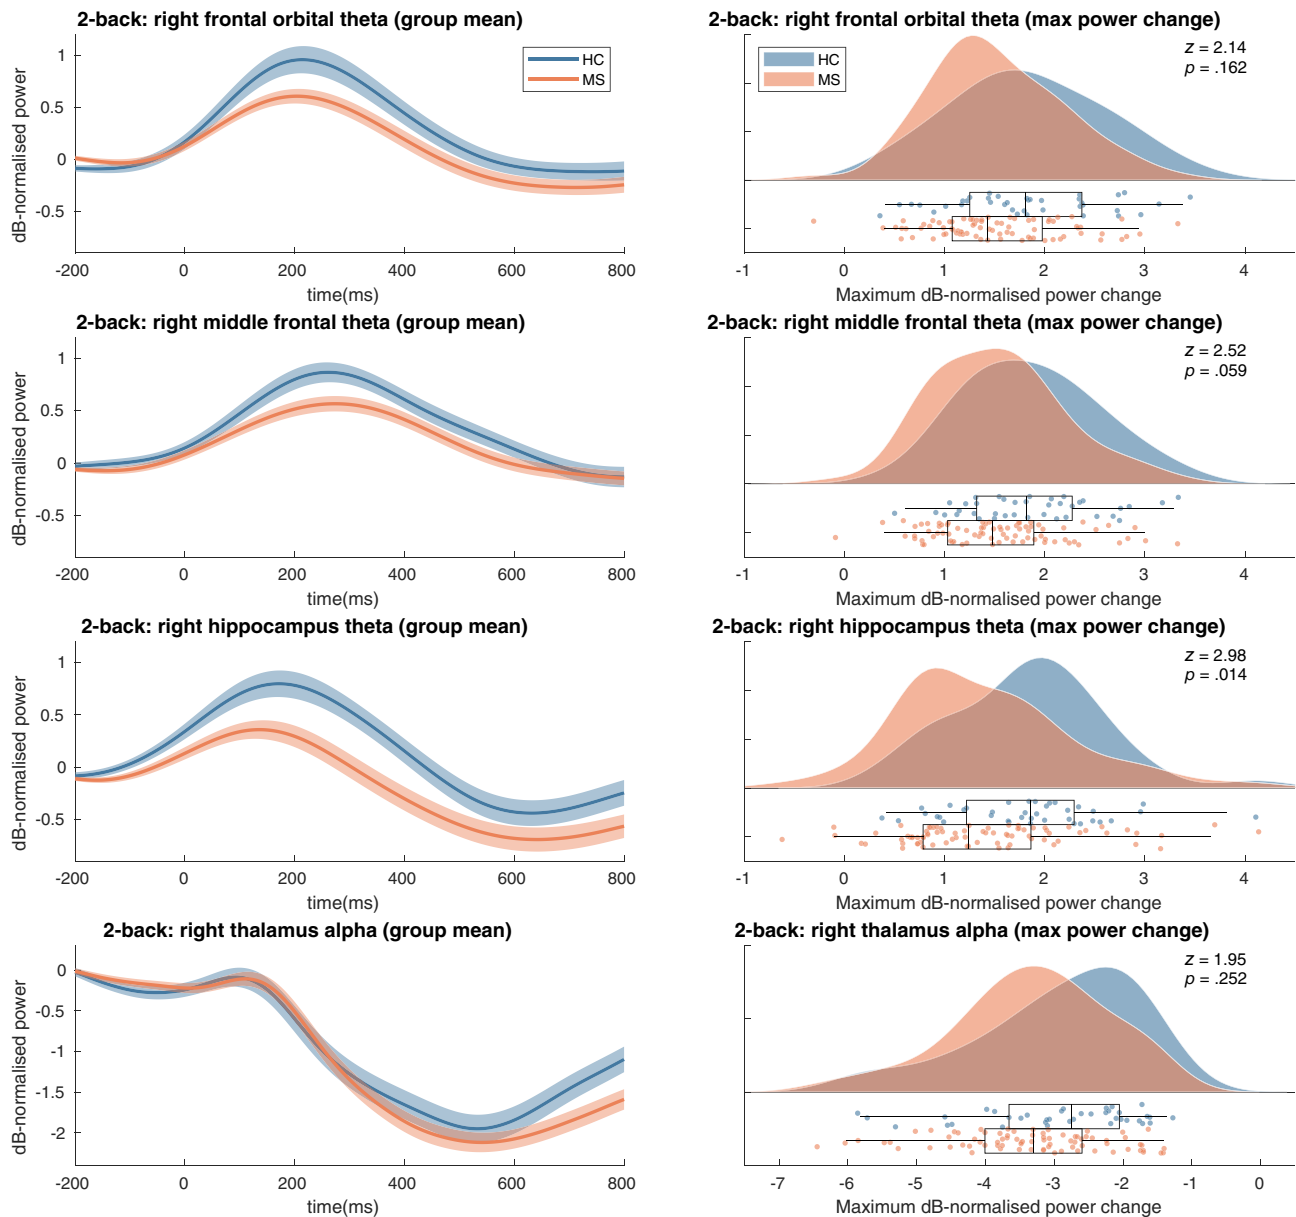 2-back: right frontal orbital theta (group mean)
1
0.5
0
-0.5
dB-normalised power
HC
MS
-200 0 200 400 600 800
time(ms)
2-back: right frontal orbital theta (max power change)
HC
MS
z = 2.14
p = .162
-1 0 1 2 3 4
Maximum dB-normalised power change
2-back: right middle frontal theta (group mean)
1
0.5
0
-0.5
dB-normalised power
-200 0 200 400 600 800
time(ms)
2-back: right middle frontal theta (max power change)
z = 2.52
p = .059
-1 0 1 2 3 4
Maximum dB-normalised power change
2-back: right hippocampus theta (group mean)
1
0.5
0
-0.5
dB-normalised power
-200 0 200 400 600 800
time(ms)
2-back: right hippocampus theta (max power change)
z = 2.98
p = .014
-1 0 1 2 3 4
Maximum dB-normalised power change
2-back: right thalamus alpha (group mean)
0
-0.5
-1
-1.5
-2
dB-normalised power
-200 0 200 400 600 800
time(ms)
2-back: right thalamus alpha (max power change)
z = 1.95
p = .252
-7 -6 -5 -4 -3 -2 -1 0
Maximum dB-normalised power change